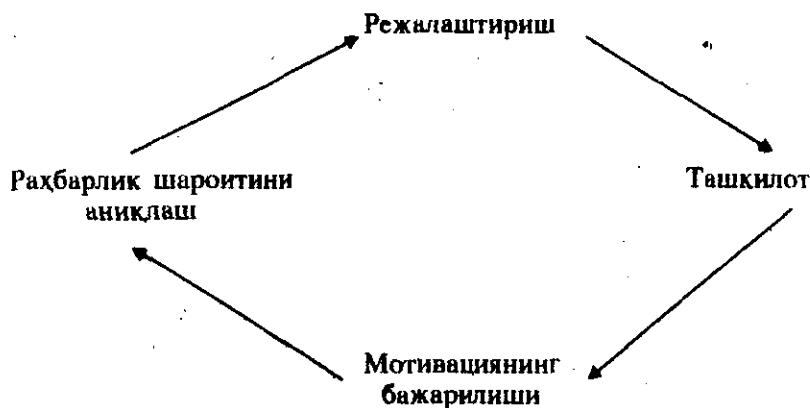 Режалаштириш
Раҳбарлик шароитини
аниқлаш
Ташкилот
Мотивациянинг
бажарилиши